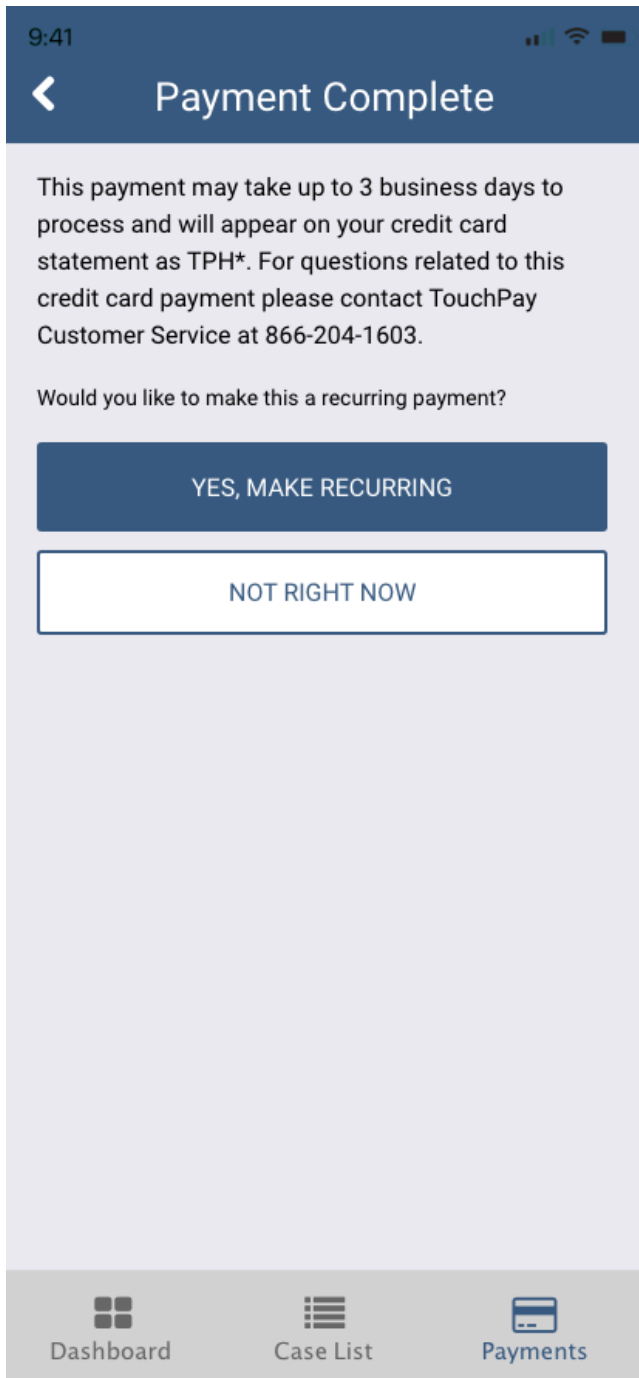 9:41
Payment Complete
This payment may take up to 3 business days to
process and will appear on your credit card
statement as TPH*. For questions related to this
credit card payment please contact TouchPay
Customer Service at 866-204-1603.
Would you like to make this a recurring payment?
YES, MAKE RECURRING
NOT RIGHT NOW
Dashboard
Case List
Payments